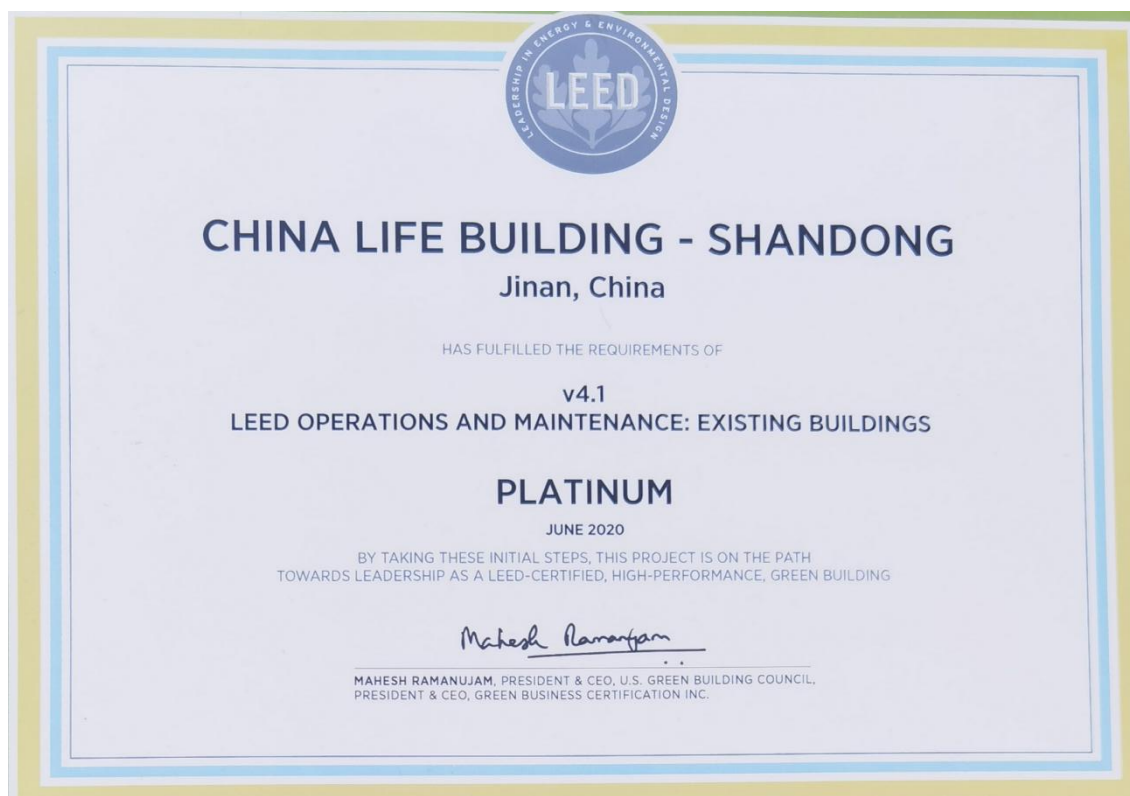 LEADERSHIP IN ENERGY & ENVIRONMENTAL DESIGN
LEED
CHINA LIFE BUILDING - SHANDONG
Jinan, China
HAS FULFILLED THE REQUIREMENTS OF
v4.1
LEED OPERATIONS AND MAINTENANCE: EXISTING BUILDINGS
PLATINUM
JUNE 2020
BY TAKING THESE INITIAL STEPS, THIS PROJECT IS ON THE PATH
TOWARDS LEADERSHIP AS A LEED-CERTIFIED, HIGH-PERFORMANCE, GREEN BUILDING
Mahesh Ramanujam
MAHESH RAMANUJAM, PRESIDENT & CEO, U.S. GREEN BUILDING COUNCIL,
PRESIDENT & CEO, GREEN BUSINESS CERTIFICATION INC.